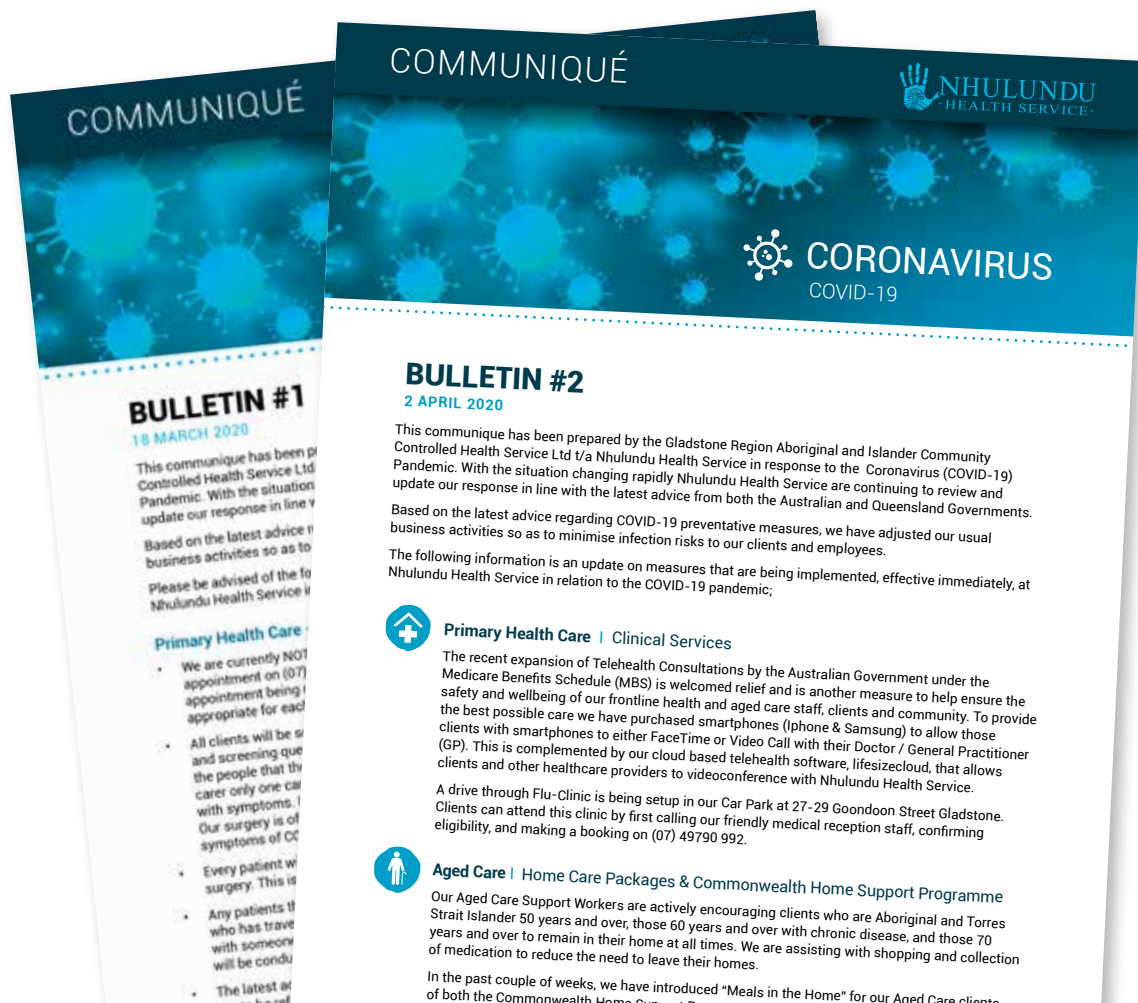 COMMUNIQUÉ
BULLETIN #1
18 MARCH 2020
This communique has been
Controlled Health Service Ltd
Pandemic. With the situation
update our response in line
Based on the latest advice
business activities so as to
Please be advised of the
Nhulundu Health Service
Primary Health Care
• We are currently NOT
appointment on (07)
appointment being
appropriate for each
• All clients will be
and screening
the people that
carer only one
with symptoms.
Our surgery is
symptoms of
• Every patient
surgery. This is
• Any patients
who has
with someone
will be
• The latest
COMMUNIQUÉ
NHULUNDU
·HEALTH SERVICE·
CORONAVIRUS
COVID-19
BULLETIN #2
2 APRIL 2020
This communique has been prepared by the Gladstone Region Aboriginal and Islander Community
Controlled Health Service Ltd t/a Nhulundu Health Service in response to the Coronavirus (COVID-19)
Pandemic. With the situation changing rapidly Nhulundu Health Service are continuing to review and
update our response in line with the latest advice from both the Australian and Queensland Governments.
Based on the latest advice regarding COVID-19 preventative measures, we have adjusted our usual
business activities so as to minimise infection risks to our clients and employees.
The following information is an update on measures that are being implemented, effective immediately, at
Nhulundu Health Service in relation to the COVID-19 pandemic;
Primary Health Care | Clinical Services
The recent expansion of Telehealth Consultations by the Australian Government under the
Medicare Benefits Schedule (MBS) is welcomed relief and is another measure to help ensure the
safety and wellbeing of our frontline health and aged care staff, clients and community. To provide
the best possible care we have purchased smartphones (Iphone & Samsung) to allow those
clients with smartphones to either FaceTime or Video Call with their Doctor / General Practitioner
(GP). This is complemented by our cloud based telehealth software, lifesizecloud, that allows
clients and other healthcare providers to videoconference with Nhulundu Health Service.
A drive through Flu-Clinic is being setup in our Car Park at 27-29 Goondoon Street Gladstone.
Clients can attend this clinic by first calling our friendly medical reception staff, confirming
eligibility, and making a booking on (07) 49790 992.
Aged Care | Home Care Packages & Commonwealth Home Support Programme
Our Aged Care Support Workers are actively encouraging clients who are Aboriginal and Torres
Strait Islander 50 years and over, those 60 years and over with chronic disease, and those 70
years and over to remain in their home at all times. We are assisting with shopping and collection
of medication to reduce the need to leave their homes.
In the past couple of weeks, we have introduced "Meals in the Home" for our Aged Care clients
of both the Commonwealth Home Support